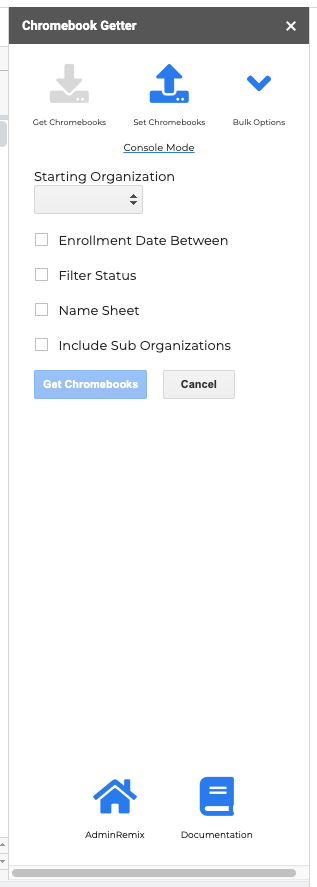 Chromebook Getter
Get Chromebooks
Set Chromebooks
Bulk Options
Console Mode
Starting Organization
Enrollment Date Between
Filter Status
Name Sheet
Include Sub Organizations
Get Chromebooks
Cancel
AdminRemix
Documentation